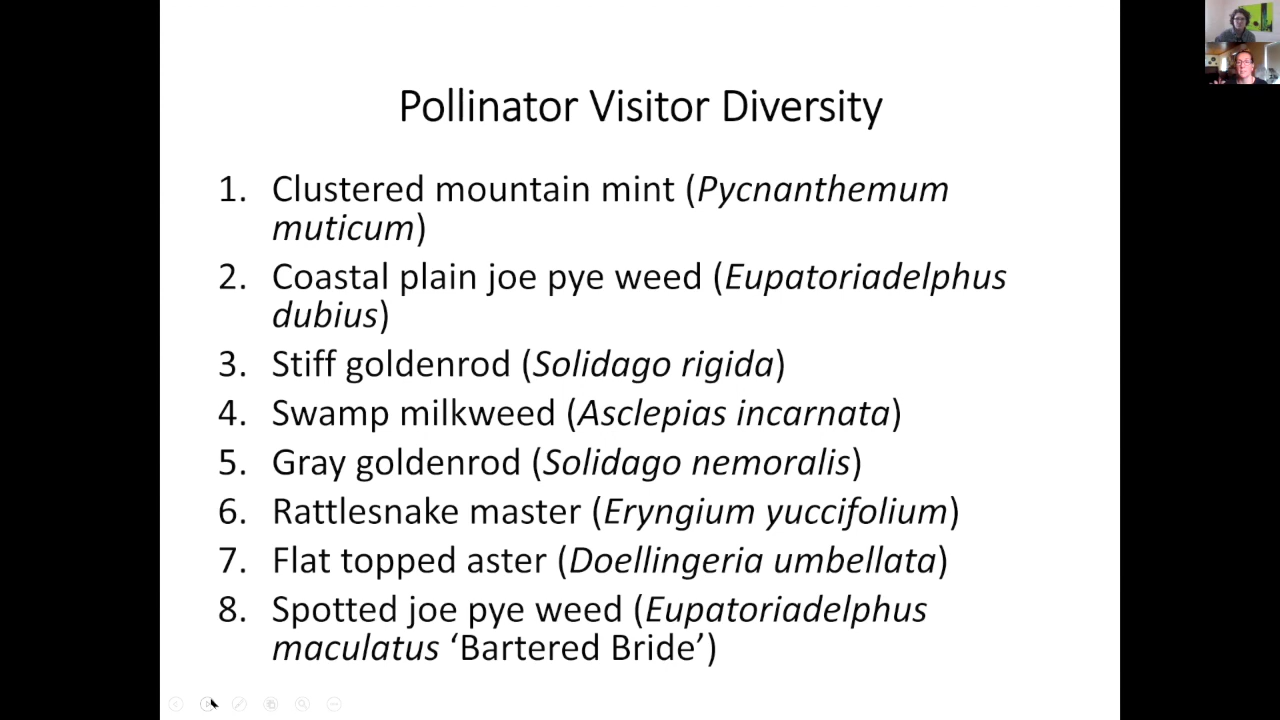 Pollinator Visitor Diversity
1. Clustered mountain mint (Pycnanthemum
muticum)
2. Coastal plain joe pye weed (Eupatoriadelphus
dubius)
3. Stiff goldenrod (Solidago rigida)
4. Swamp milkweed (Asclepias incarnata)
5. Gray goldenrod (Solidago nemoralis)
6. Rattlesnake master (Eryngium yuccifolium)
7. Flat topped aster (Doellingeria umbellata)
8. Spotted joe pye weed (Eupatoriadelphus
maculatus ‘Bartered Bride’)